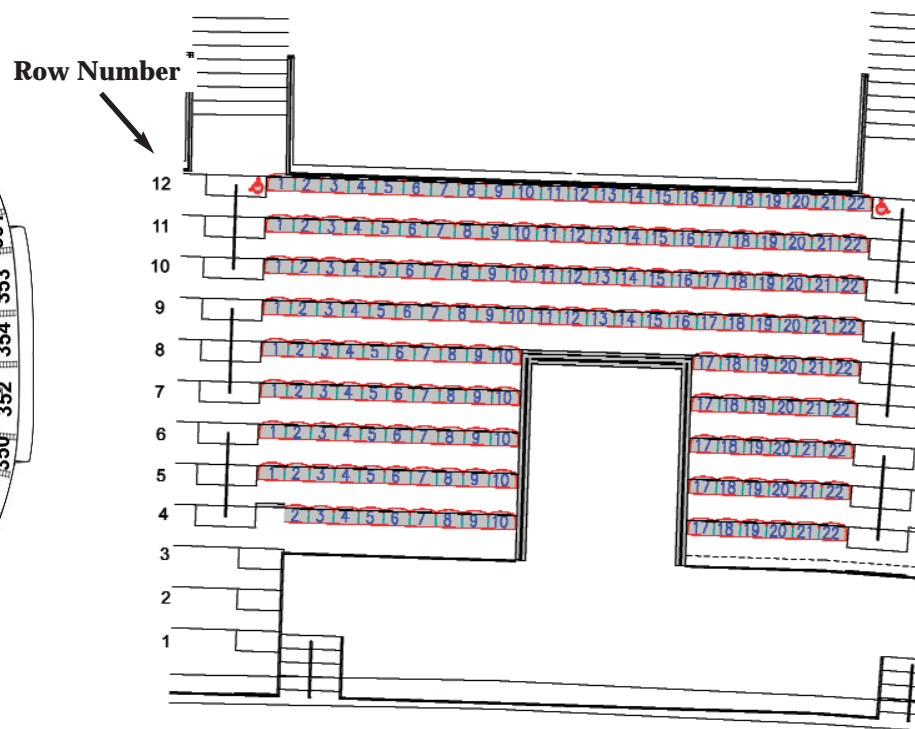 Row Number
12 1 2 3 4 5 6 7 8 9 10 11 12 13 14 15 16 17 18 19 20 21 22
11 1 2 3 4 5 6 7 8 9 10 11 12 13 14 15 16 17 18 19 20 21 22
10 1 2 3 4 5 6 7 8 9 10 11 12 13 14 15 16 17 18 19 20 21 22
9 1 2 3 4 5 6 7 8 9 10 11 12 13 14 15 16 17 18 19 20 21 22
8 1 2 3 4 5 6 7 8 9 10 17 18 19 20 21 22
7 1 2 3 4 5 6 7 8 9 10 17 18 19 20 21 22
6 1 2 3 4 5 6 7 8 9 10 17 18 19 20 21 22
5 1 2 3 4 5 6 7 8 9 10 17 18 19 20 21 22
4 2 3 4 5 6 7 8 9 10 17 18 19 20 21 22
3
2
1
353
354
352
350